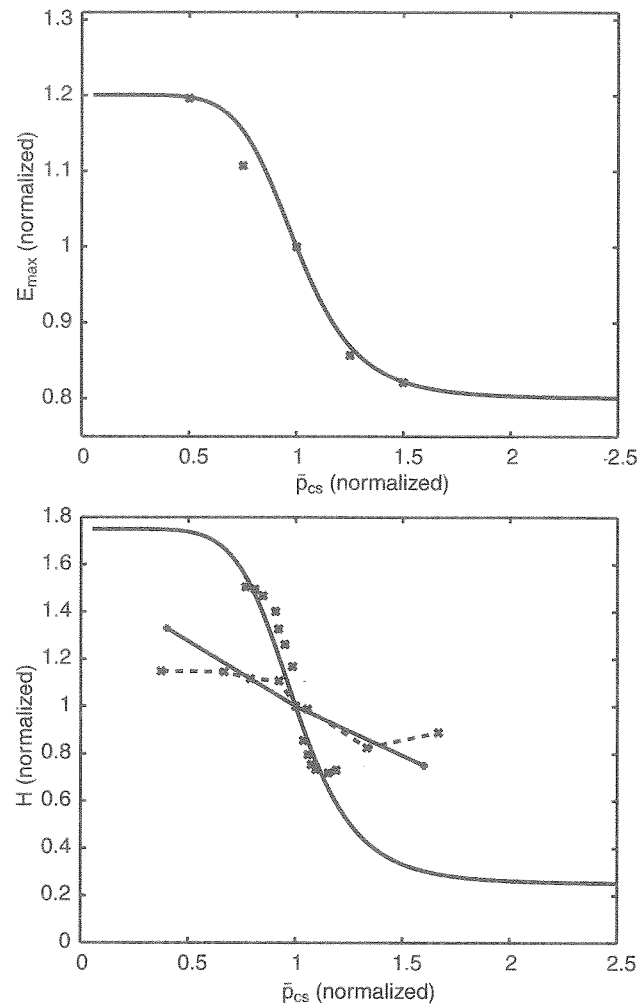 1.3
1.2
1.1
1
0.9
0.8
E_max (normalized)
0 0.5 1 1.5 2 -2.5
p̄_cs (normalized)
1.8
1.6
1.4
1.2
1
0.8
0.6
0.4
0.2
0
H (normalized)
0 0.5 1 1.5 2 2.5
p̄_cs (normalized)